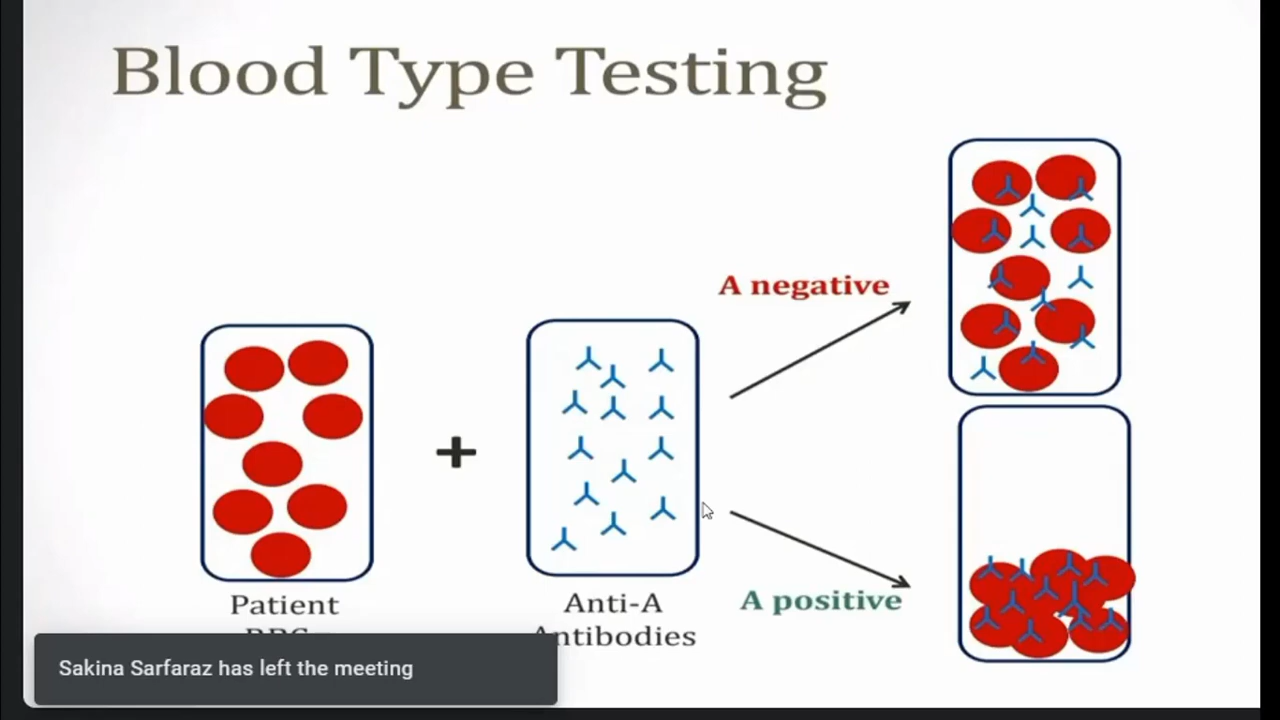 Blood Type Testing
A negative
A positive
+
Patient
Anti-A
Antibodies
Sakina Sarfaraz has left the meeting